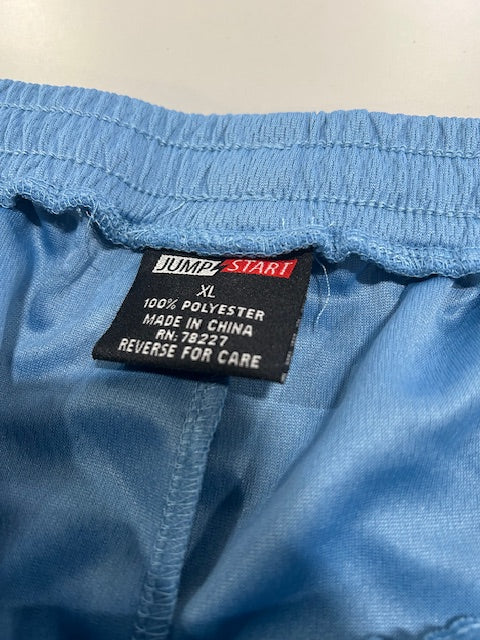 JUMP START
XL
100% POLYESTER
MADE IN CHINA
RN: 78227
REVERSE FOR CARE